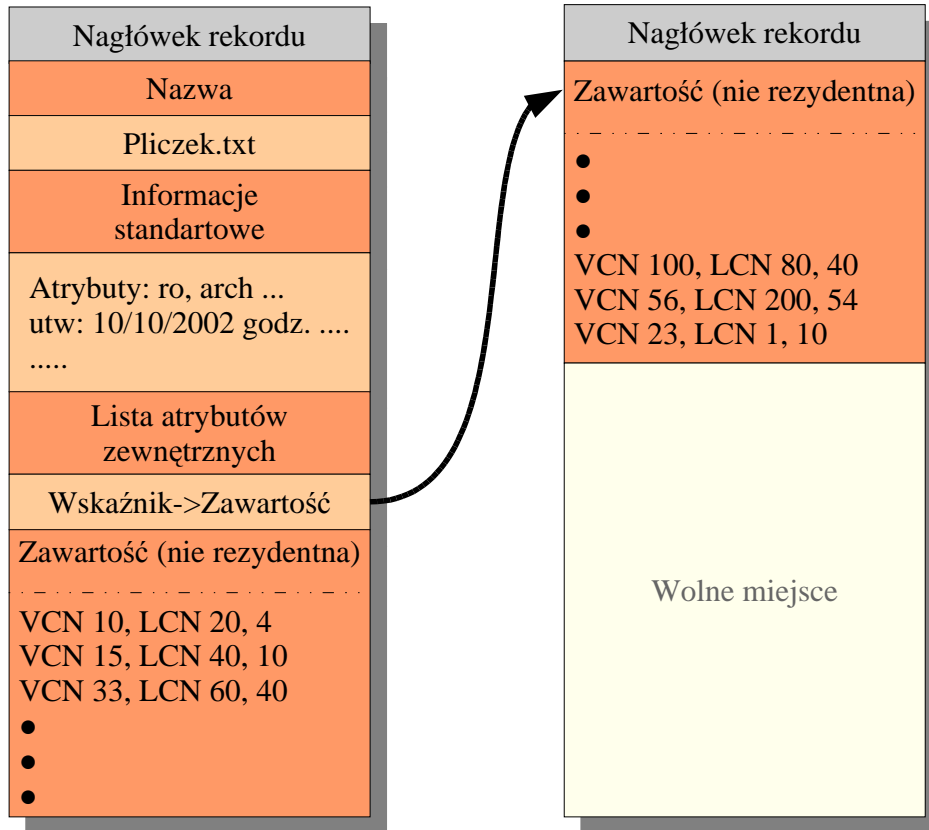 Nagłówek rekordu
Nazwa
Pliczek.txt
Informacje
standartowe
Atrybuty: ro, arch ...
utw: 10/10/2002 godz. ....
.....
Lista atrybutów
zewnętrznych
Wskaźnik->Zawartość
Zawartość (nie rezydentna)
VCN 10, LCN 20, 4
VCN 15, LCN 40, 10
VCN 33, LCN 60, 40
●
●
●
Nagłówek rekordu
Zawartość (nie rezydentna)
●
●
●
VCN 100, LCN 80, 40
VCN 56, LCN 200, 54
VCN 23, LCN 1, 10
Wolne miejsce